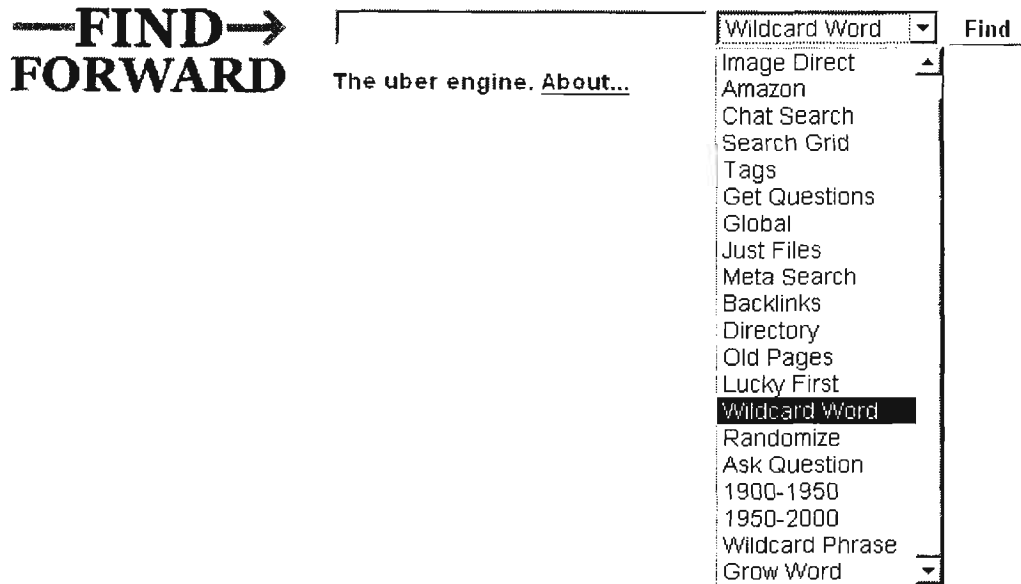 FIND
FORWARD
Wildcard Word
Find
The uber engine. About...
Image Direct
Amazon
Chat Search
Search Grid
Tags
Get Questions
Global
Just Files
Meta Search
Backlinks
Directory
Old Pages
Lucky First
Wildcard Word
Randomize
Ask Question
1900-1950
1950-2000
Wildcard Phrase
Grow Word